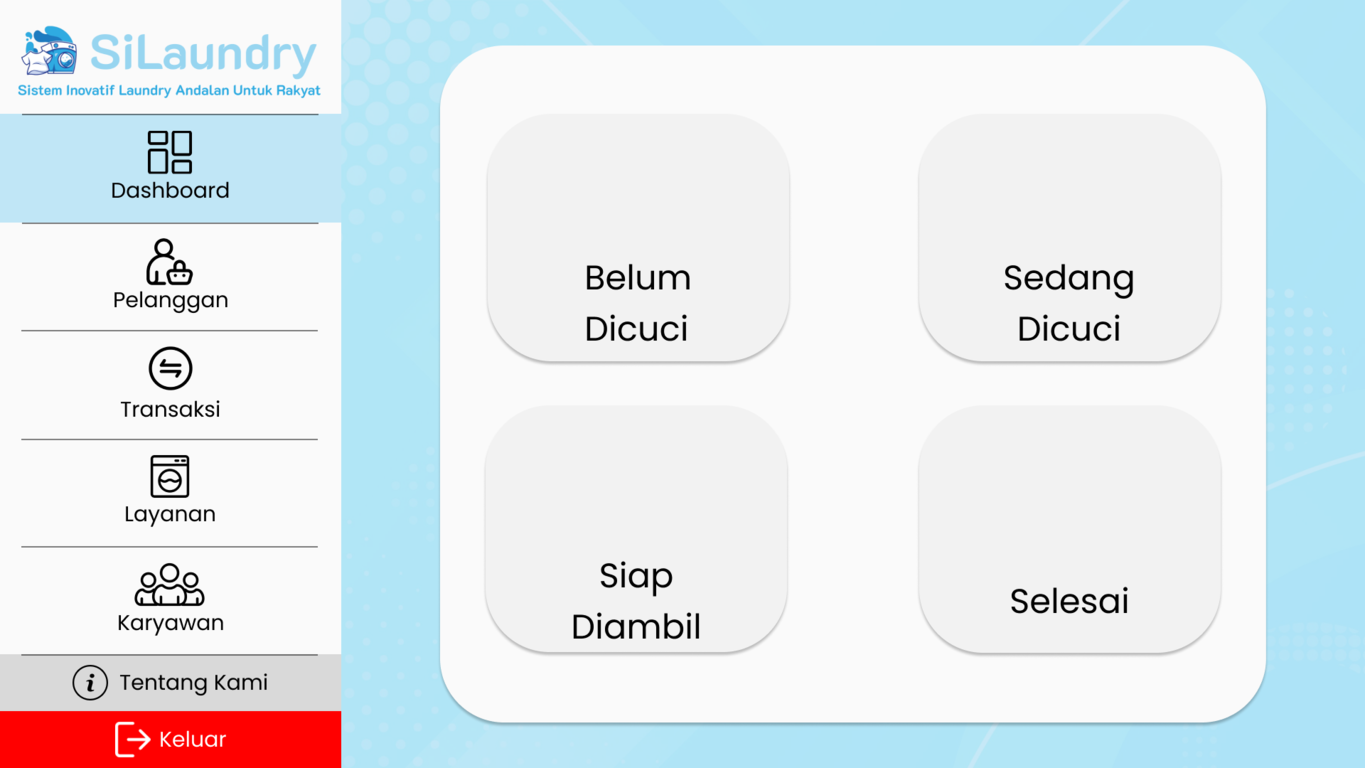 SiLaundry
Sistem Inovatif Laundry Andalan Untuk Rakyat
Dashboard
Pelanggan
Transaksi
Layanan
Karyawan
i Tentang Kami
Keluar
Belum
Dicuci
Sedang
Dicuci
Siap
Diambil
Selesai